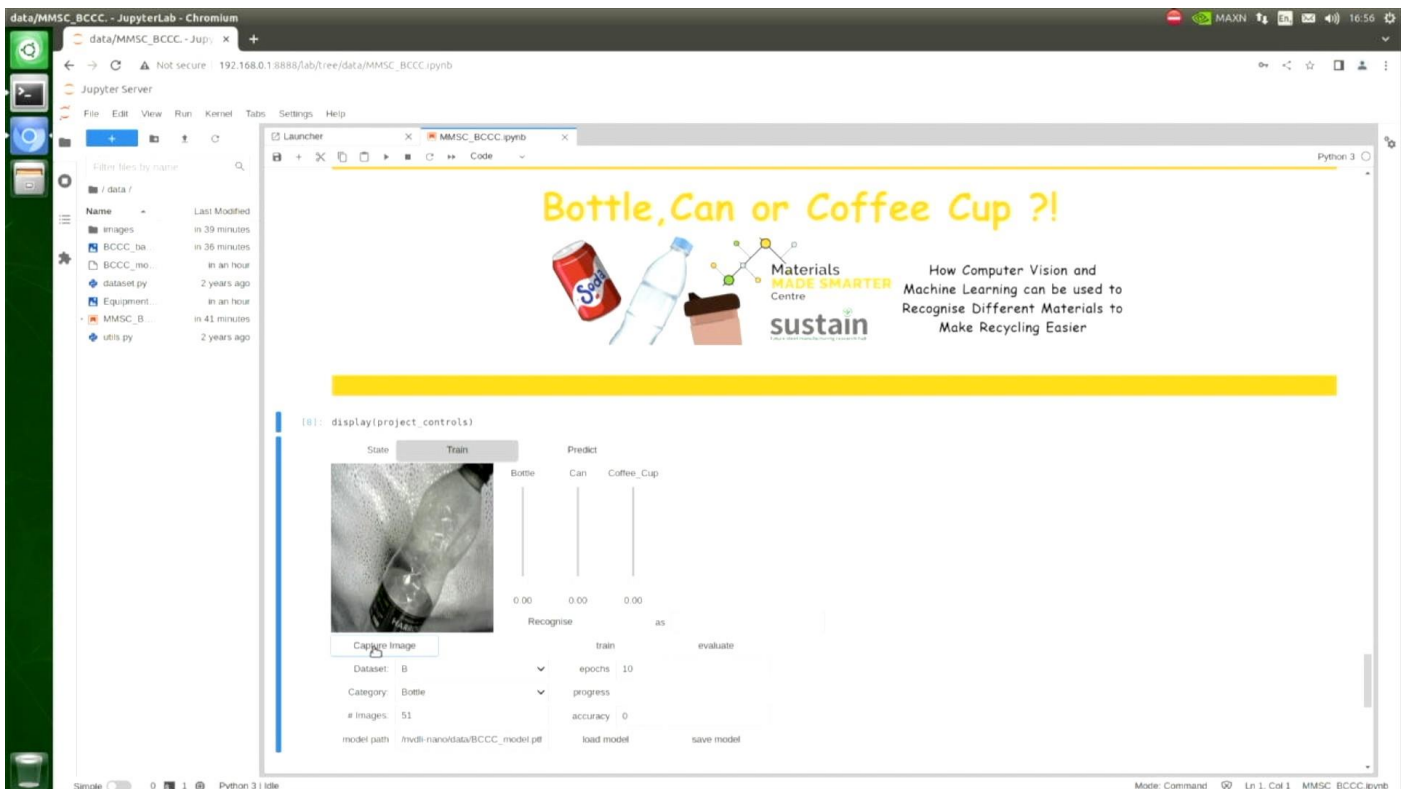 data/MMSC_BCCC. - JupyterLab - Chromium
MAXN
En
16:56
data/MMSC_BCCC. - Jupy
Not secure
192.168.0.1:8888/lab/tree/data/MMSC_BCCC.ipynb
Jupyter Server
File Edit View Run Kernel Tabs Settings Help
Launcher
MMSC_BCCC.ipynb
Filter files by name
Code
Python 3
/ data /
Name Last Modified
images in 39 minutes
BCCC_ba... in 36 minutes
BCCC_mo... in an hour
dataset.py 2 years ago
Equipment... in an hour
MMSC_B... in 41 minutes
utils.py 2 years ago
Bottle,Can or Coffee Cup ?!
Soda
Materials
MADE SMARTER
Centre
sustain
How Computer Vision and
Machine Learning can be used to
Recognise Different Materials to
Make Recycling Easier
[6]: display(project_controls)
State Train Predict
Bottle Can Coffee_Cup
0.00 0.00 0.00
Recognise as
Capture Image train evaluate
Dataset: B epochs 10
Category: Bottle progress
# Images: 51 accuracy 0
model path /nvdli-nano/data/BCCC_model.pt load model save model
Simple 0 1 Python 3 | Idle
Mode: Command Ln 1, Col 1 MMSC_BCCC.ipynb